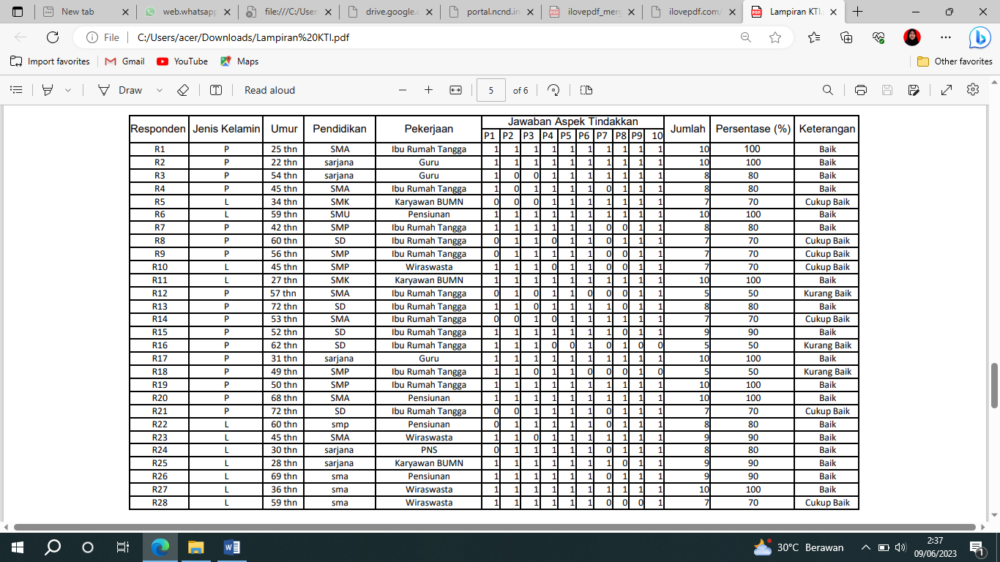 New tab web.whatsapp file:///C:/User drive.google.c portal.ncnd.in ilovepdf_merg ilovepdf.com/ Lampiran KTI.p
File C:/Users/acer/Downloads/Lampiran%20KTI.pdf
Import favorites Gmail YouTube Maps Other favorites
Draw Read aloud 5 of 6
Responden Jenis Kelamin Umur Pendidikan Pekerjaan Jawaban Aspek Tindakkan Jumlah Persentase (%) Keterangan
P1 P2 P3 P4 P5 P6 P7 P8 P9 10
R1 P 25 thn SMA Ibu Rumah Tangga 1 1 1 1 1 1 1 1 1 1 10 100 Baik
R2 P 22 thn sarjana Guru 1 1 1 1 1 1 1 1 1 1 10 100 Baik
R3 P 54 thn sarjana Guru 1 0 0 1 1 1 1 1 1 1 8 80 Baik
R4 P 45 thn SMA Ibu Rumah Tangga 1 0 1 1 1 1 0 1 1 1 8 80 Baik
R5 L 34 thn SMK Karyawan BUMN 0 0 0 1 1 1 1 1 1 1 7 70 Cukup Baik
R6 L 59 thn SMU Pensiunan 1 1 1 1 1 1 1 1 1 1 10 100 Baik
R7 P 42 thn SMP Ibu Rumah Tangga 1 1 1 1 1 1 0 0 1 1 8 80 Baik
R8 P 60 thn SD Ibu Rumah Tangga 0 1 1 0 1 1 0 1 1 1 7 70 Cukup Baik
R9 P 56 thn SMP Ibu Rumah Tangga 0 1 1 1 1 1 0 0 1 1 7 70 Cukup Baik
R10 L 45 thn SMP Wiraswasta 1 1 1 0 1 1 0 0 1 1 7 70 Cukup Baik
R11 L 27 thn SMK Karyawan BUMN 1 1 1 1 1 1 1 1 1 1 10 100 Baik
R12 P 57 thn SMA Ibu Rumah Tangga 0 1 0 1 1 0 0 0 1 1 5 50 Kurang Baik
R13 P 72 thn SD Ibu Rumah Tangga 1 1 0 1 1 1 1 0 1 1 8 80 Baik
R14 P 53 thn SMA Ibu Rumah Tangga 0 0 1 0 1 1 1 1 1 1 7 70 Cukup Baik
R15 P 52 thn SD Ibu Rumah Tangga 1 1 1 1 1 1 1 0 1 1 9 90 Baik
R16 P 62 thn SD Ibu Rumah Tangga 1 1 1 0 0 1 0 1 0 0 5 50 Kurang Baik
R17 P 31 thn sarjana Guru 1 1 1 1 1 1 1 1 1 1 10 100 Baik
R18 P 49 thn SMP Ibu Rumah Tangga 1 1 0 1 1 0 0 0 1 0 5 50 Kurang Baik
R19 P 50 thn SMP Ibu Rumah Tangga 1 1 1 1 1 1 1 1 1 1 10 100 Baik
R20 P 68 thn SMA Pensiunan 1 1 1 1 1 1 1 1 1 1 10 100 Baik
R21 P 72 thn SD Ibu Rumah Tangga 0 0 1 1 1 1 0 1 1 1 7 70 Cukup Baik
R22 L 60 thn smp Pensiunan 0 1 1 1 1 1 0 1 1 1 8 80 Baik
R23 L 45 thn SMA Wiraswasta 1 1 0 1 1 1 1 1 1 1 9 90 Baik
R24 L 30 thn sarjana PNS 0 1 1 1 1 1 0 1 1 1 8 80 Baik
R25 L 28 thn sarjana Karyawan BUMN 1 1 1 1 1 1 1 0 1 1 9 90 Baik
R26 L 69 thn sma Pensiunan 1 1 1 1 1 1 0 1 1 1 9 90 Baik
R27 L 36 thn sma Wiraswasta 1 1 1 1 1 1 1 1 1 1 10 100 Baik
R28 L 59 thn sma Wiraswasta 1 1 1 1 1 1 0 0 0 1 7 70 Cukup Baik
30°C Berawan 2:37
09/06/2023 1